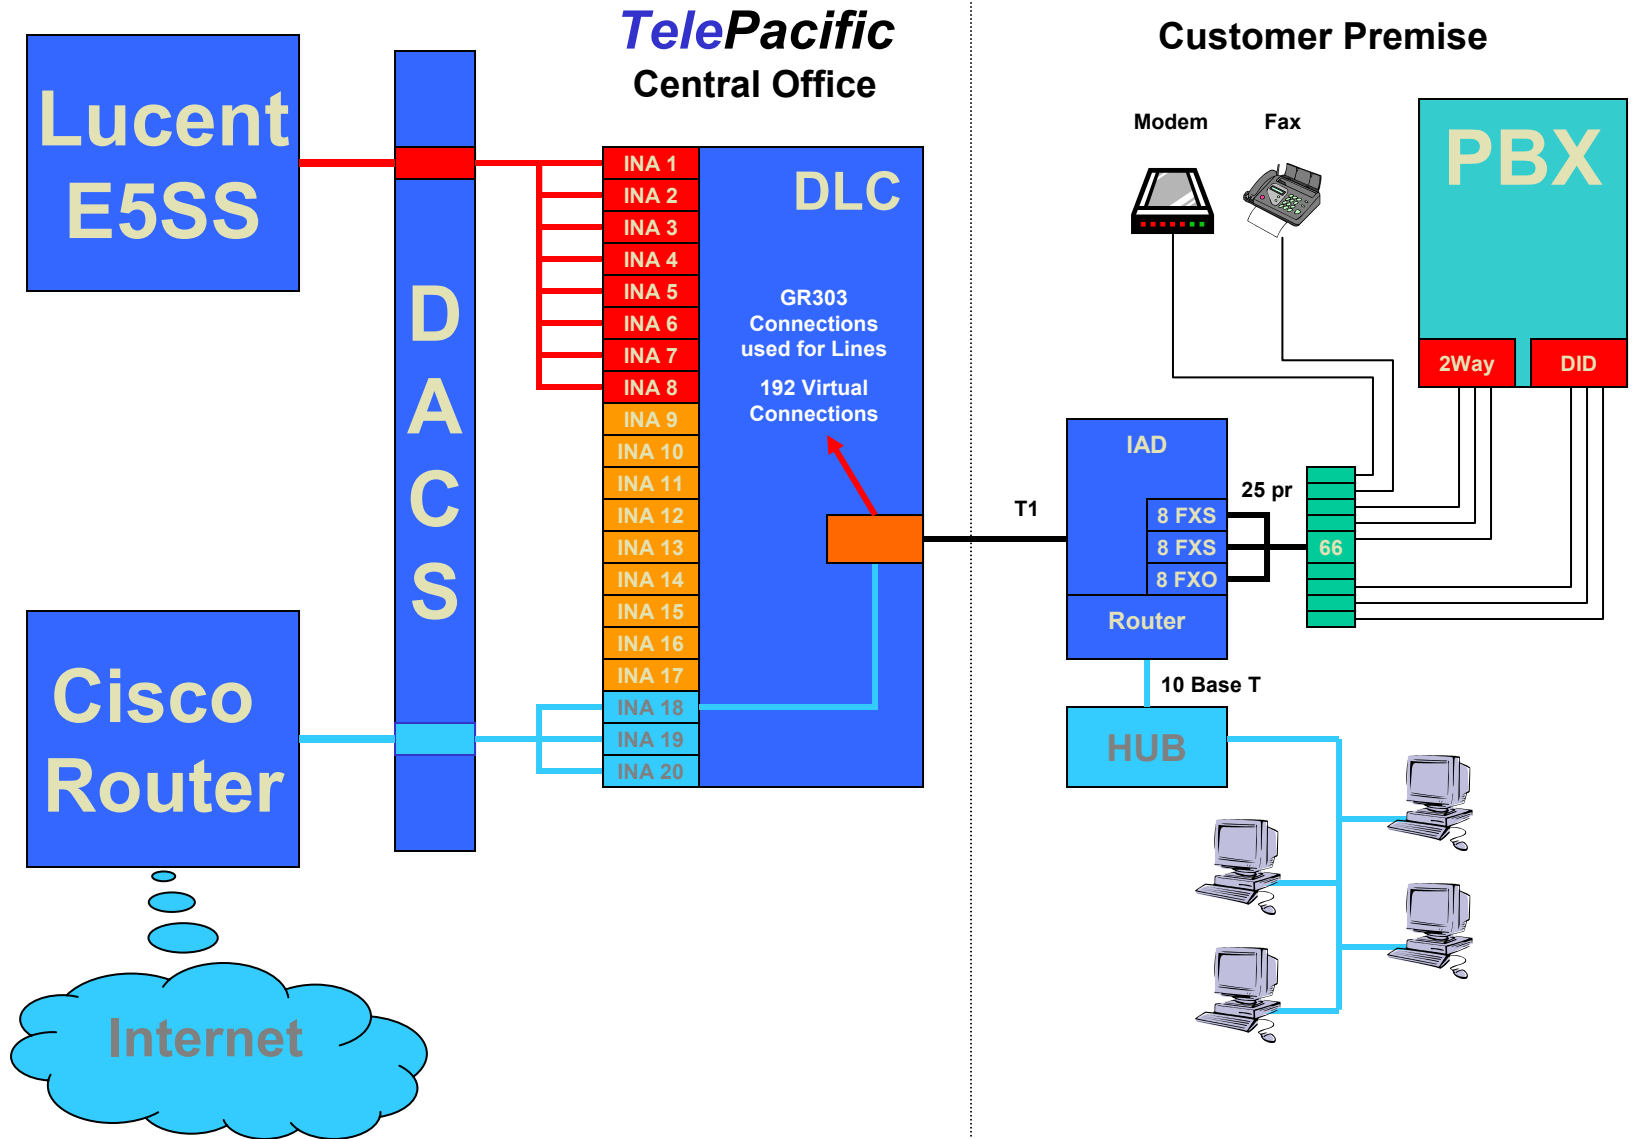 TelePacific
Central Office
Customer Premise
Lucent
E5SS
D
A
C
S
Cisco
Router
Internet
INA 1
INA 2
INA 3
INA 4
INA 5
INA 6
INA 7
INA 8
INA 9
INA 10
INA 11
INA 12
INA 13
INA 14
INA 15
INA 16
INA 17
INA 18
INA 19
INA 20
DLC
GR303
Connections
used for Lines
192 Virtual
Connections
T1
Modem
Fax
PBX
2Way
DID
IAD
8 FXS
8 FXS
8 FXO
Router
25 pr
66
10 Base T
HUB